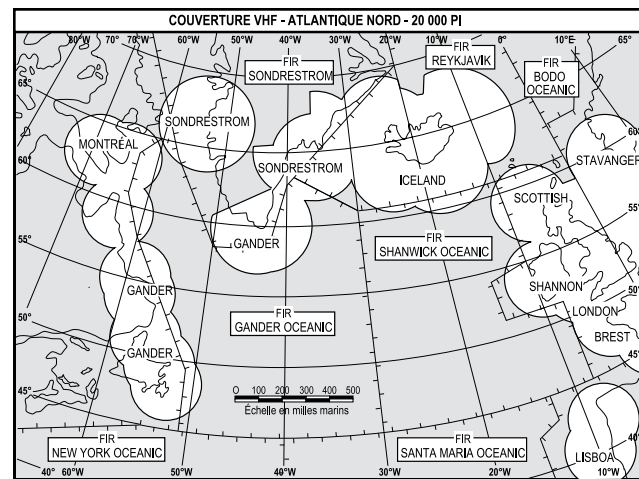 COUVERTURE VHF - ATLANTIQUE NORD - 20 000 PI
80° 70° 70° 60° 50° 40° 30° 20° 10° 0° 10°E 65°
FIR
SONDRESTROM
FIR
REYKJAVÍK
FIR
BODO
OCEANIC
65°
60°
55°
50°
45°
60°
50°
45°
40°
SONDRESTROM
MONTRÉAL
SONDRESTROM
ICELAND
STAVANGER
SCOTTISH
GANDER
FIR
SHANWICK OCEANIC
GANDER
SHANNON
LONDON
FIR
GANDER OCEANIC
BREST
GANDER
0 100 200 300 400 500
Échelle en milles marins
FIR
NEW YORK OCEANIC
FIR
SANTA MARIA OCEANIC
LISBOA
40° 60°W 50°W 40°W 30°W 20°W 10°W